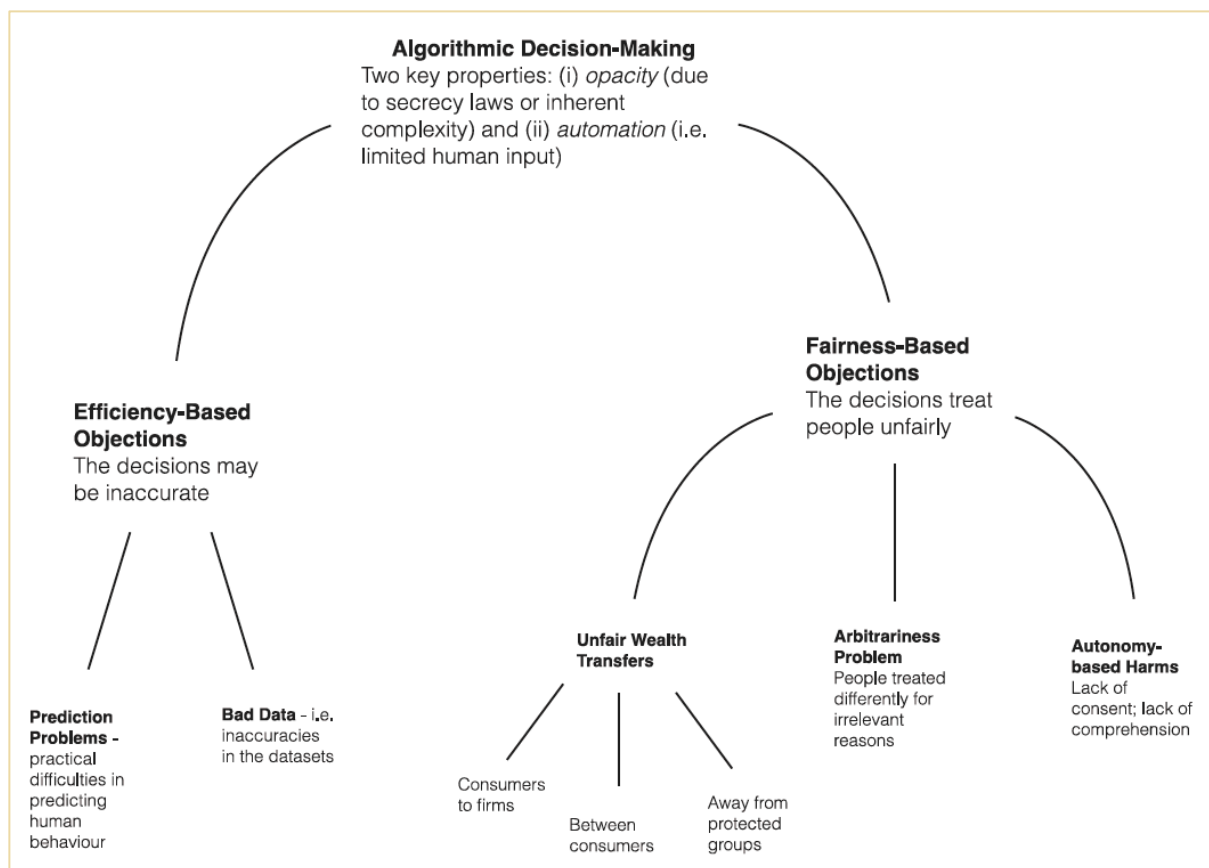 Algorithmic Decision-Making
Two key properties: (i) opacity (due
to secrecy laws or inherent
complexity) and (ii) automation (i.e.
limited human input)
Efficiency-Based
Objections
The decisions may
be inaccurate
Fairness-Based
Objections
The decisions treat
people unfairly
Prediction
Problems -
practical
difficulties in
predicting
human
behaviour
Bad Data - i.e.
inaccuracies
in the datasets
Unfair Wealth
Transfers
Consumers
to firms
Between
consumers
Away from
protected
groups
Arbitrariness
Problem
People treated
differently for
irrelevant
reasons
Autonomy-
based Harms
Lack of
consent; lack of
comprehension